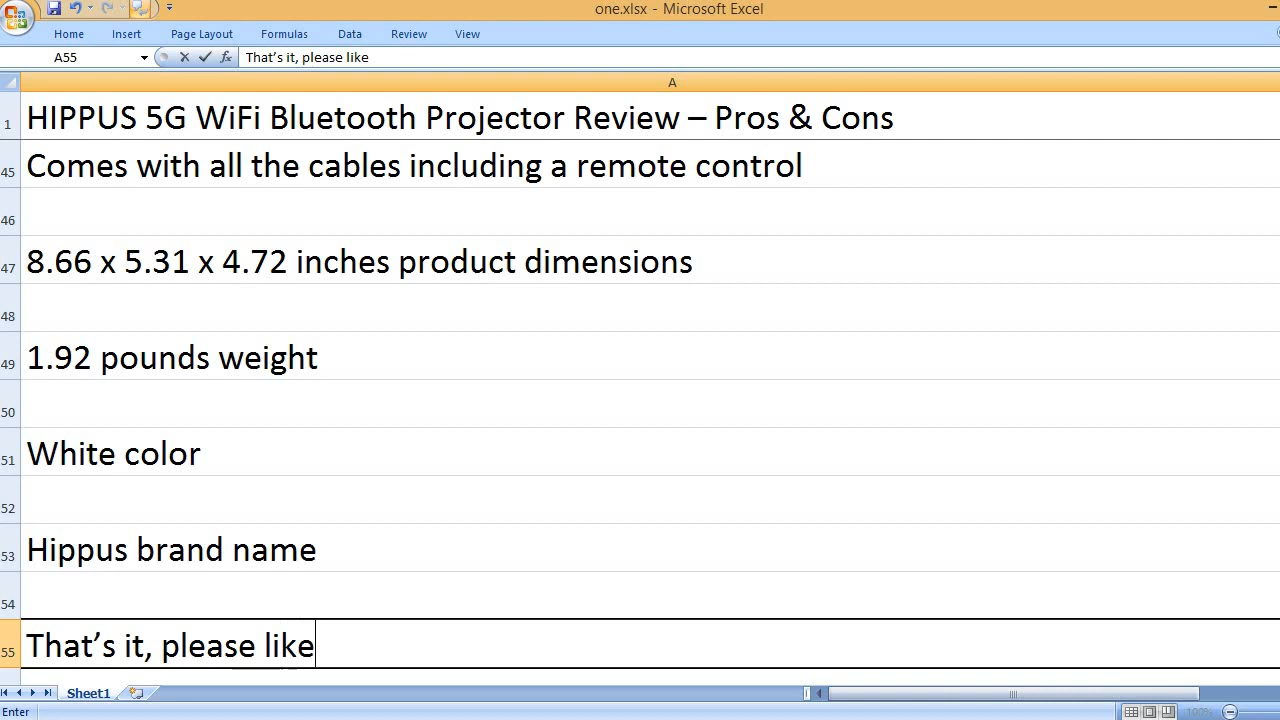 one.xlsx - Microsoft Excel
Home Insert Page Layout Formulas Data Review View
A55 fx That’s it, please like
A
1 HIPPUS 5G WiFi Bluetooth Projector Review – Pros & Cons
45 Comes with all the cables including a remote control
46
47 8.66 x 5.31 x 4.72 inches product dimensions
48
49 1.92 pounds weight
50
51 White color
52
53 Hippus brand name
54
55 That’s it, please like
Sheet1
Enter 100%